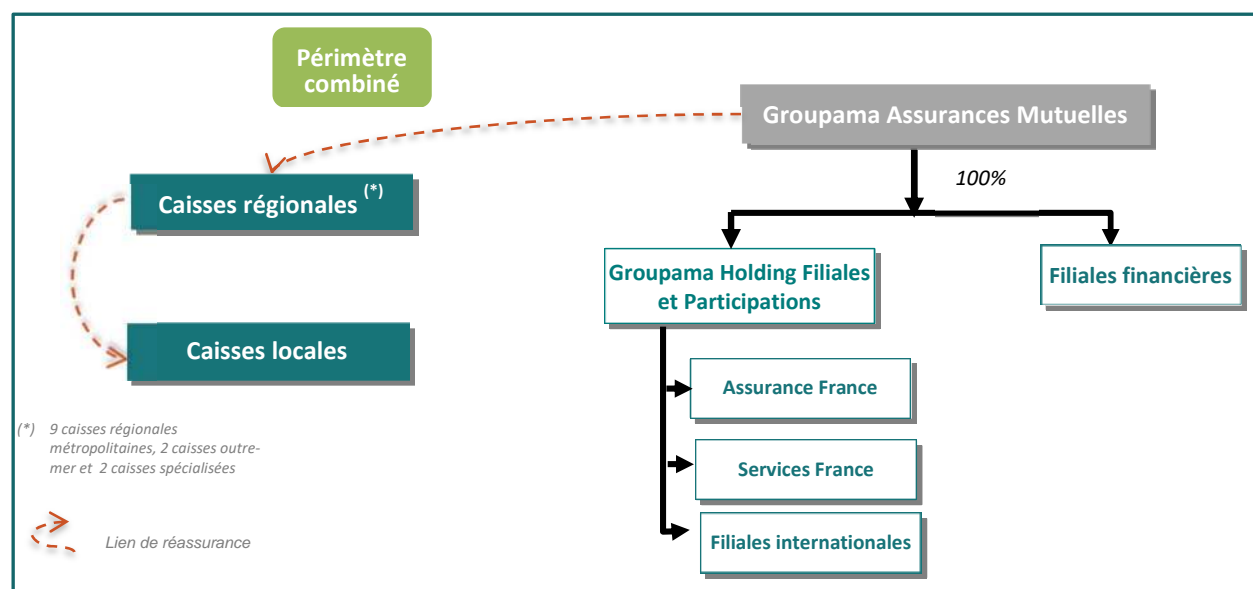 Périmètre
combiné
Groupama Assurances Mutuelles
100%
Caisses régionales (*)
Caisses locales
Groupama Holding Filiales
et Participations
Filiales financières
Assurance France
Services France
Filiales internationales
(*) 9 caisses régionales
métropolitaines, 2 caisses outre-
mer et 2 caisses spécialisées
Lien de réassurance